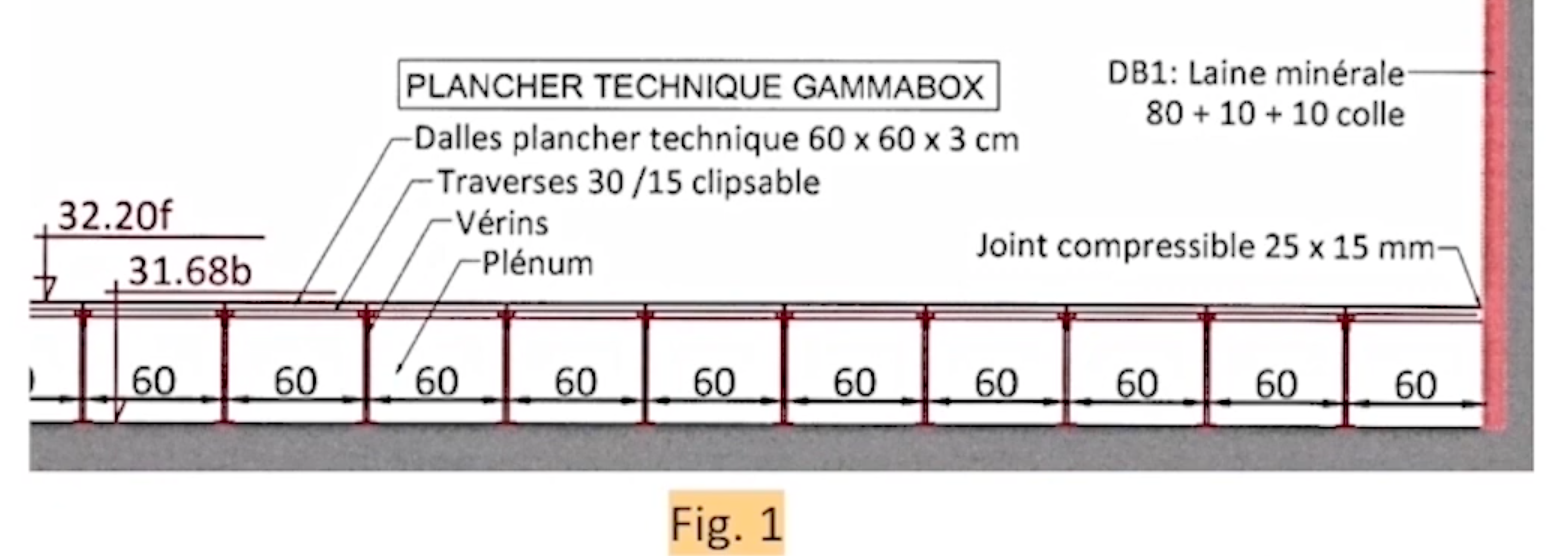 PLANCHER TECHNIQUE GAMMABOX
DB1: Laine minérale
80 + 10 + 10 colle
Dalles plancher technique 60 x 60 x 3 cm
Traverses 30 /15 clipsable
32.20f
Vérins
Joint compressible 25 x 15 mm
Plénum
31.68b
60 60 60 60 60 60 60 60 60 60
Fig. 1